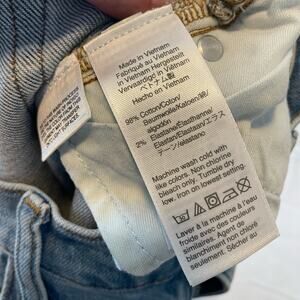 Made in Vietnam
Fabriqué au Vietnam
In Vietnam Hergestellt
Vervaardigd in Vietnam
ベトナム製
Hecho en Vietnam
98% Cotton/Coton/
Baumwolle/Katoen/綿/
algodón
2% Elastane/Élasthanne/
Elastan/Elastaan/エラス
テーン/elastano
Machine wash cold with
like colors. Non chlorine
bleach only. Tumble dry
low. Iron on low setting.
Laver à la machine à l'eau
froide avec couleurs
similaires. Agent de
blanchiment non chloré
seulement. Sécher au